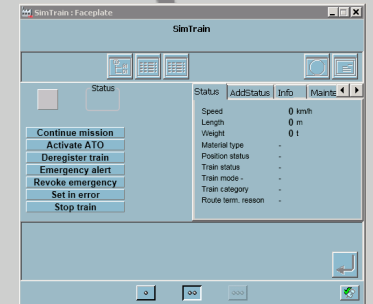 SimTrain : Faceplate
SimTrain
Status
Continue mission
Activate ATO
Deregister train
Emergency alert
Revoke emergency
Set in error
Stop train
Status AddStatus Info Mainte
Speed 0 km/h
Length 0 m
Weight 0 t
Material type -
Position status -
Train status -
Train mode - -
Train category -
Route term. reason -